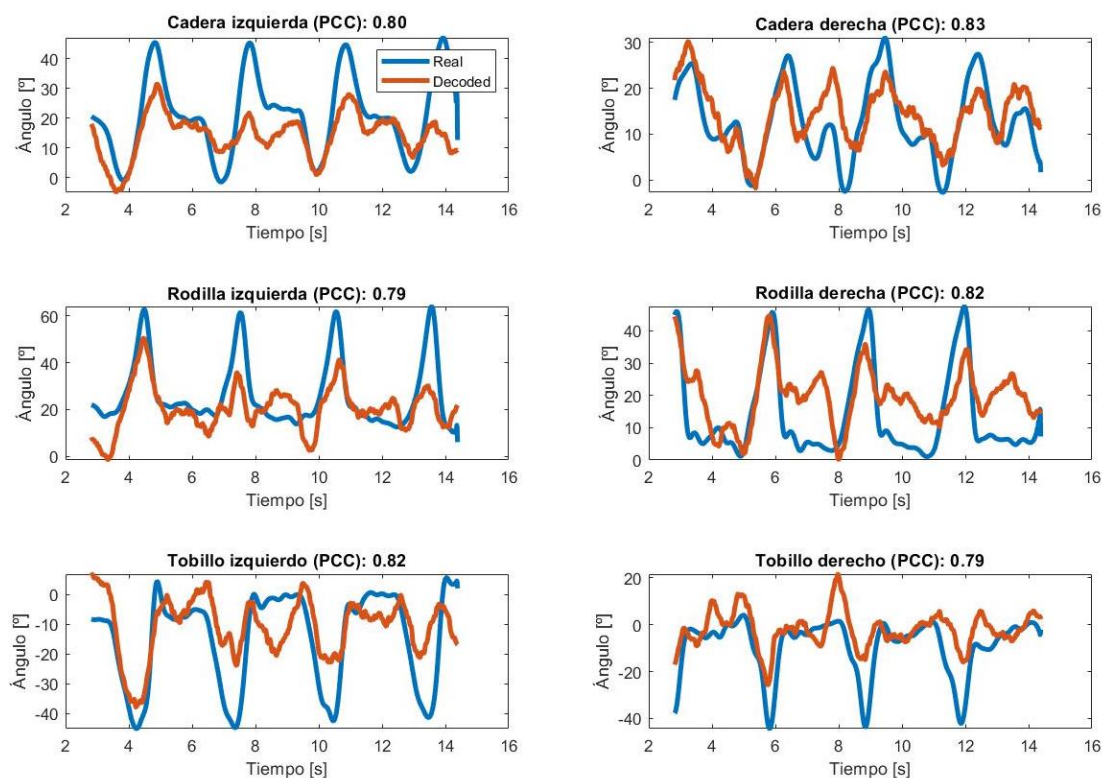 Cadera izquierda (PCC): 0.80
Ángulo [º]
40
30
20
10
0
2 4 6 8 10 12 14 16
Tiempo [s]
Real
Decoded
Cadera derecha (PCC): 0.83
Ángulo [º]
30
20
10
0
2 4 6 8 10 12 14 16
Tiempo [s]
Rodilla izquierda (PCC): 0.79
Ángulo [º]
60
40
20
0
2 4 6 8 10 12 14 16
Tiempo [s]
Rodilla derecha (PCC): 0.82
Ángulo [º]
40
30
20
10
0
2 4 6 8 10 12 14 16
Tiempo [s]
Tobillo izquierdo (PCC): 0.82
Ángulo [º]
0
-10
-20
-30
-40
2 4 6 8 10 12 14 16
Tiempo [s]
Tobillo derecho (PCC): 0.79
Ángulo [º]
20
0
-20
-40
2 4 6 8 10 12 14 16
Tiempo [s]